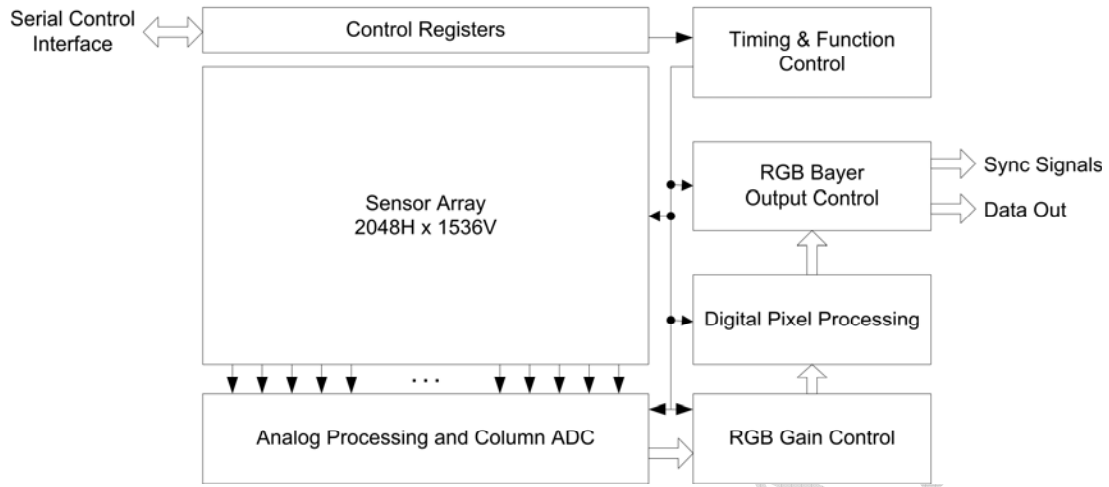 Serial Control
Interface
Control Registers
Timing & Function
Control
Sensor Array
2048H x 1536V
RGB Bayer
Output Control
Sync Signals
Data Out
Digital Pixel Processing
. . .
Analog Processing and Column ADC
RGB Gain Control